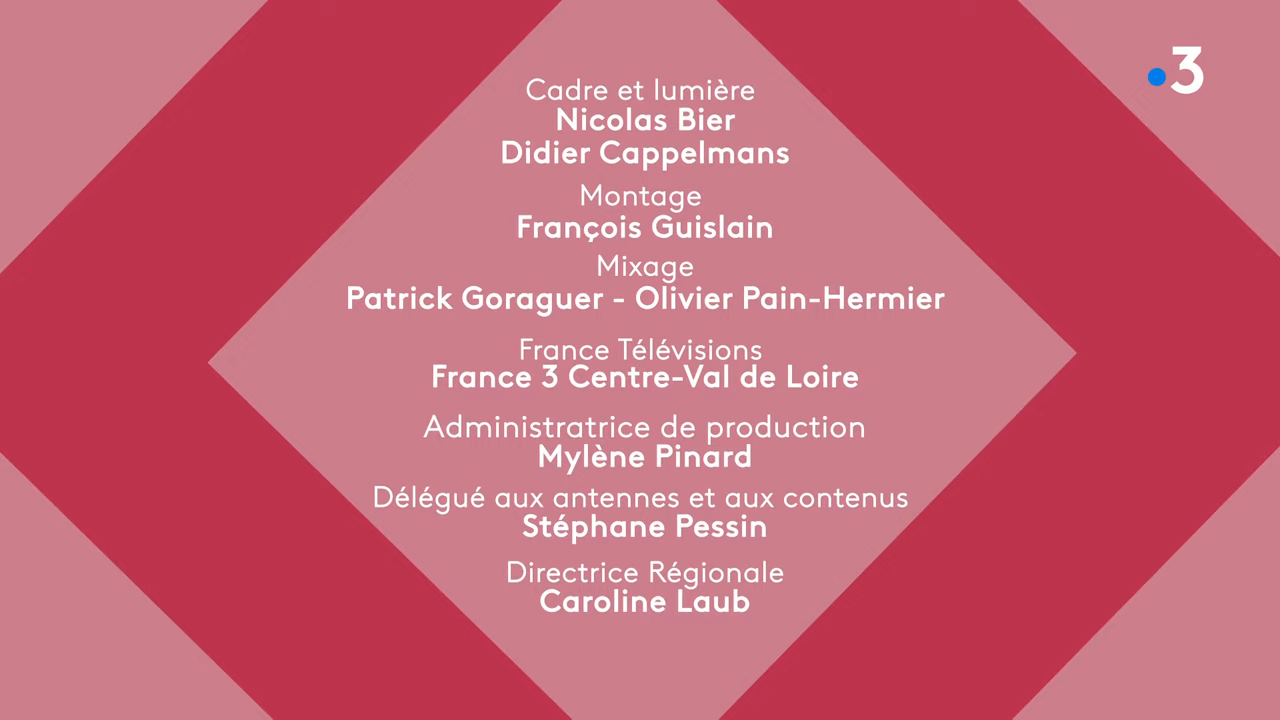 3
Cadre et lumière
Nicolas Bier
Didier Cappelmans
Montage
François Guislain
Mixage
Patrick Goraguer - Olivier Pain-Hermier
France Télévisions
France 3 Centre-Val de Loire
Administratrice de production
Mylène Pinard
Délégué aux antennes et aux contenus
Stéphane Pessin
Directrice Régionale
Caroline Laub